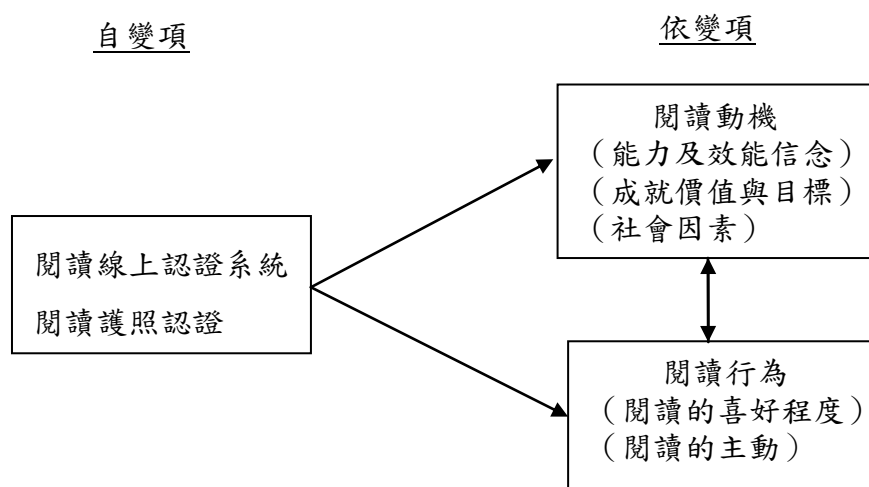 自變項
依變項
閱讀動機
（能力及效能信念）
（成就價值與目標）
（社會因素）
閱讀線上認證系統
閱讀護照認證
閱讀行為
（閱讀的喜好程度）
（閱讀的主動）